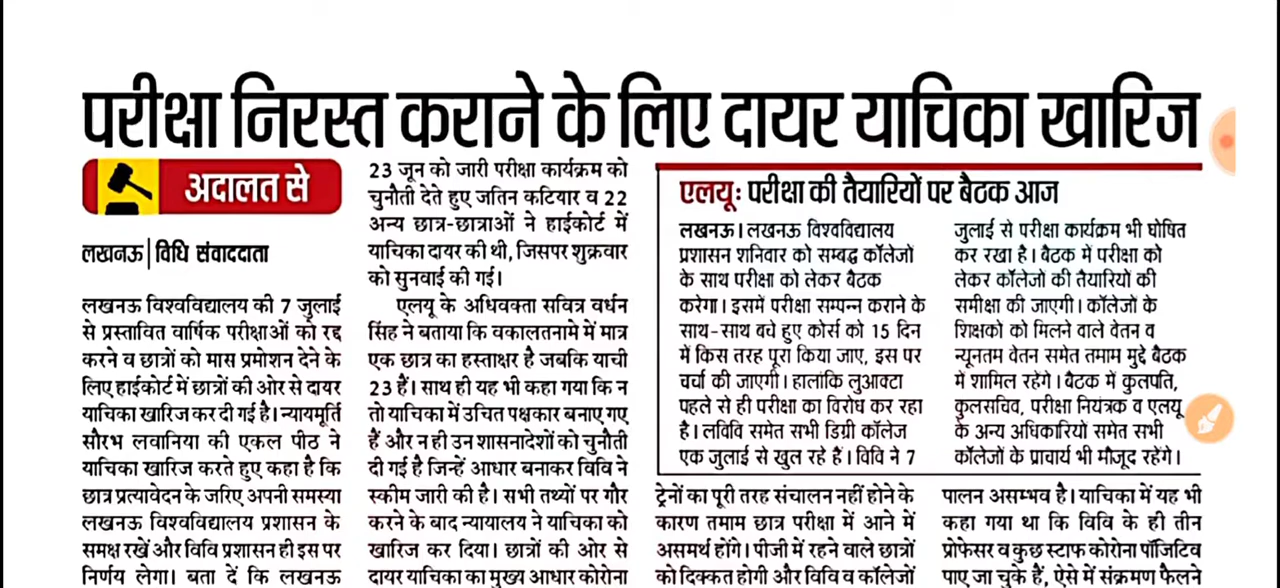 परीक्षा निरस्त कराने के लिए दायर याचिका खारिज
अदालत से
लखनऊ | विधि संवाददाता
लखनऊ विश्वविद्यालय की 7 जुलाई
से प्रस्तावित वार्षिक परीक्षाओं को रद्द
करने व छात्रों को मास प्रमोशन देने के
लिए हाईकोर्ट में छात्रों की ओर से दायर
याचिका खारिज कर दी गई है। न्यायमूर्ति
सौरभ लवानिया की एकल पीठ ने
याचिका खारिज करते हुए कहा है कि
छात्र प्रत्यावेदन के जरिए अपनी समस्या
लखनऊ विश्वविद्यालय प्रशासन के
समक्ष रखें और विवि प्रशासन ही इस पर
निर्णय लेगा। बता दें कि लखनऊ
23 जून को जारी परीक्षा कार्यक्रम को
चुनौती देते हुए जतिन कटियार व 22
अन्य छात्र-छात्राओं ने हाईकोर्ट में
याचिका दायर की थी, जिसपर शुक्रवार
को सुनवाई की गई।
एलयू के अधिवक्ता सवित्र वर्धन
सिंह ने बताया कि वकालतनामे में मात्र
एक छात्र का हस्ताक्षर है जबकि याची
23 हैं। साथ ही यह भी कहा गया कि न
तो याचिका में उचित पक्षकार बनाए गए
हैं और न ही उन शासनादेशों को चुनौती
दी गई है जिन्हें आधार बनाकर विवि ने
स्कीम जारी की है। सभी तथ्यों पर गौर
करने के बाद न्यायालय ने याचिका को
खारिज कर दिया। छात्रों की ओर से
दायर याचिका का मुख्य आधार कोरोना
एलयू: परीक्षा की तैयारियों पर बैठक आज
लखनऊ। लखनऊ विश्वविद्यालय
प्रशासन शनिवार को सम्बद्ध कॉलेजों
के साथ परीक्षा को लेकर बैठक
करेगा। इसमें परीक्षा सम्पन्न कराने के
साथ-साथ बचे हुए कोर्स को 15 दिन
में किस तरह पूरा किया जाए, इस पर
चर्चा की जाएगी। हालांकि लुआक्टा
पहले से ही परीक्षा का विरोध कर रहा
है। लविवि समेत सभी डिग्री कॉलेज
एक जुलाई से खुल रहे हैं। विवि ने 7
जुलाई से परीक्षा कार्यक्रम भी घोषित
कर रखा है। बैठक में परीक्षा को
लेकर कॉलेजों की तैयारियों की
समीक्षा की जाएगी। कॉलेजों के
शिक्षकों को मिलने वाले वेतन व
न्यूनतम वेतन समेत तमाम मुद्दे बैठक
में शामिल रहेंगे। बैठक में कुलपति,
कुलसचिव, परीक्षा नियंत्रक व एलयू
के अन्य अधिकारियों समेत सभी
कॉलेजों के प्राचार्य भी मौजूद रहेंगे।
ट्रेनों का पूरी तरह संचालन नहीं होने के
कारण तमाम छात्र परीक्षा में आने में
असमर्थ होंगे। पीजी में रहने वाले छात्रों
को दिक्कत होगी और विवि व कॉलेजों
पालन असम्भव है। याचिका में यह भी
कहा गया था कि विवि के ही तीन
प्रोफेसर व कुछ स्टाफ कोरोना पॉजिटिव
पाए जा चुके हैं, ऐसे में संक्रमण फैलने